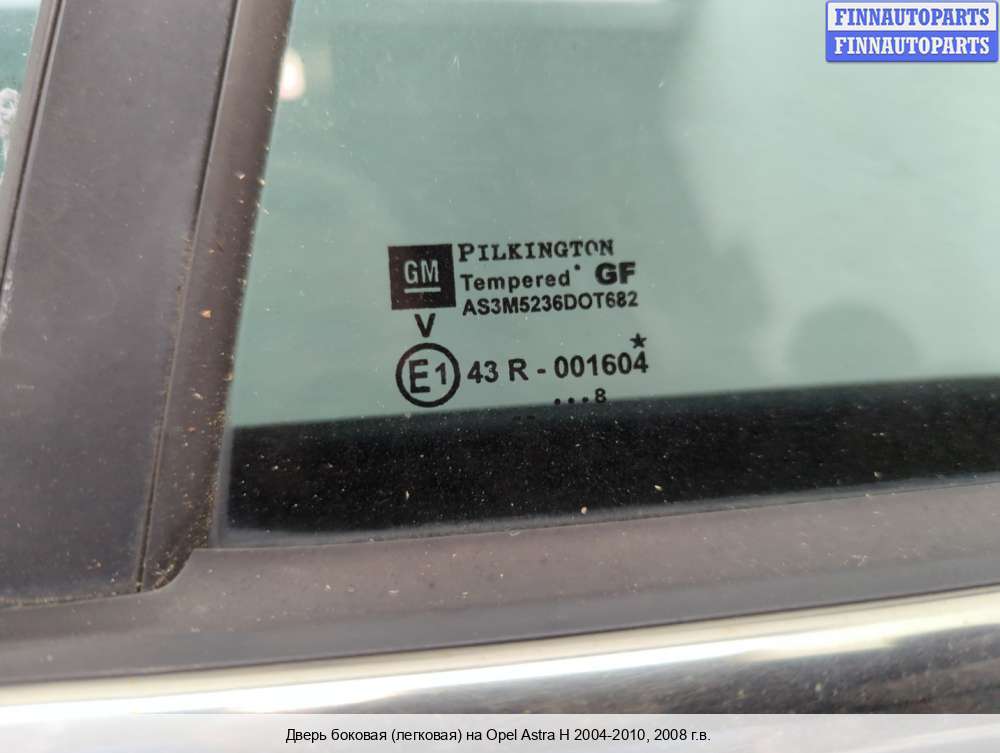 FINNAUTOPARTS
FINNAUTOPARTS
GM
PILKINGTON
Tempered* GF
AS3M5236DOT682
V
E1 43 R - 001604
...8
Дверь боковая (легковая) на Opel Astra H 2004-2010, 2008 г.в.